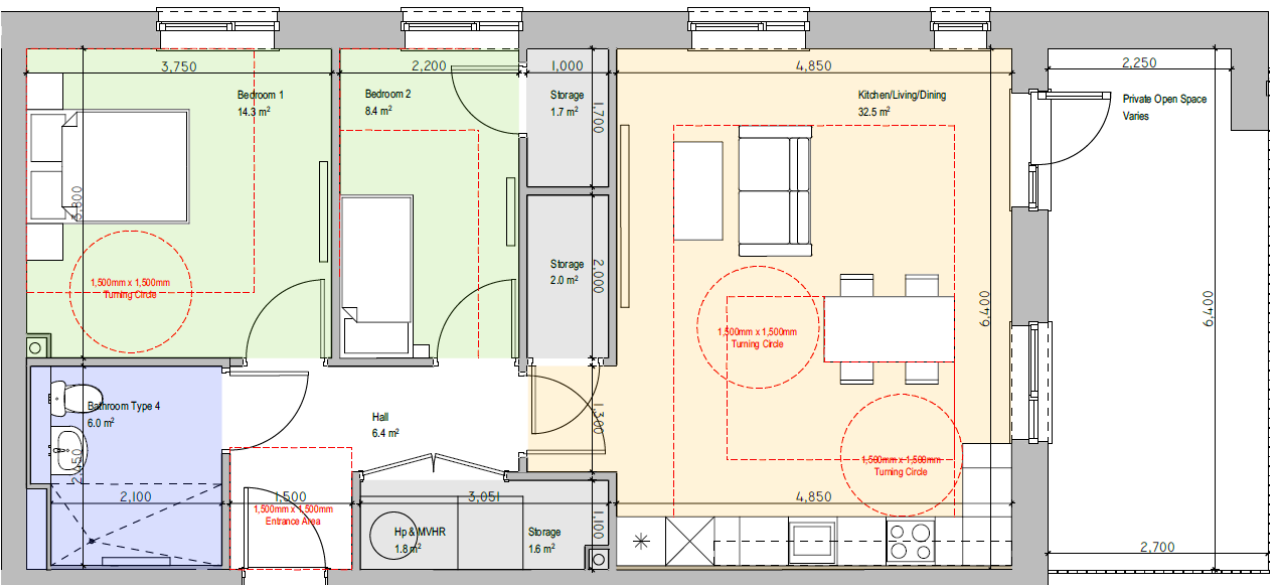 3,750
2,200
1,000
4,850
2,250
Bedroom 1
14.3 m²
Bedroom 2
8.4 m²
Storage
1.7 m²
1,700
Kitchen/Living/Dining
32.5 m²
Private Open Space
Varies
3,800
1,500mm x 1,500mm
Turning Circle
Storage
2.0 m²
2,000
6,400
6,400
1,500mm x 1,500mm
Turning Circle
Bathroom Type 4
6.0 m²
Hall
6.4 m²
1,300
1,500mm x 1,500mm
Turning Circle
2,100
1,500
3,051
4,850
1,500mm x 1,500mm
Entrance Area
Hp & MVHR
1.8 m²
Storage
1.6 m²
1,100
2,700